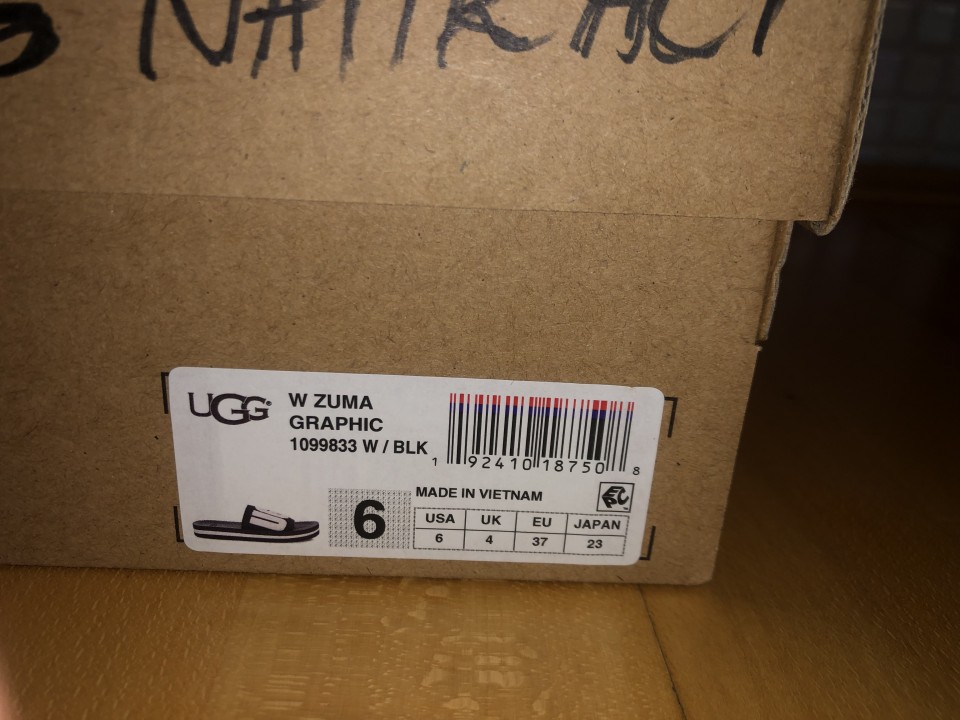 UGG
W ZUMA
GRAPHIC
1099833 W / BLK
1 92410 18750 8
MADE IN VIETNAM
6
USA UK EU JAPAN
6 4 37 23